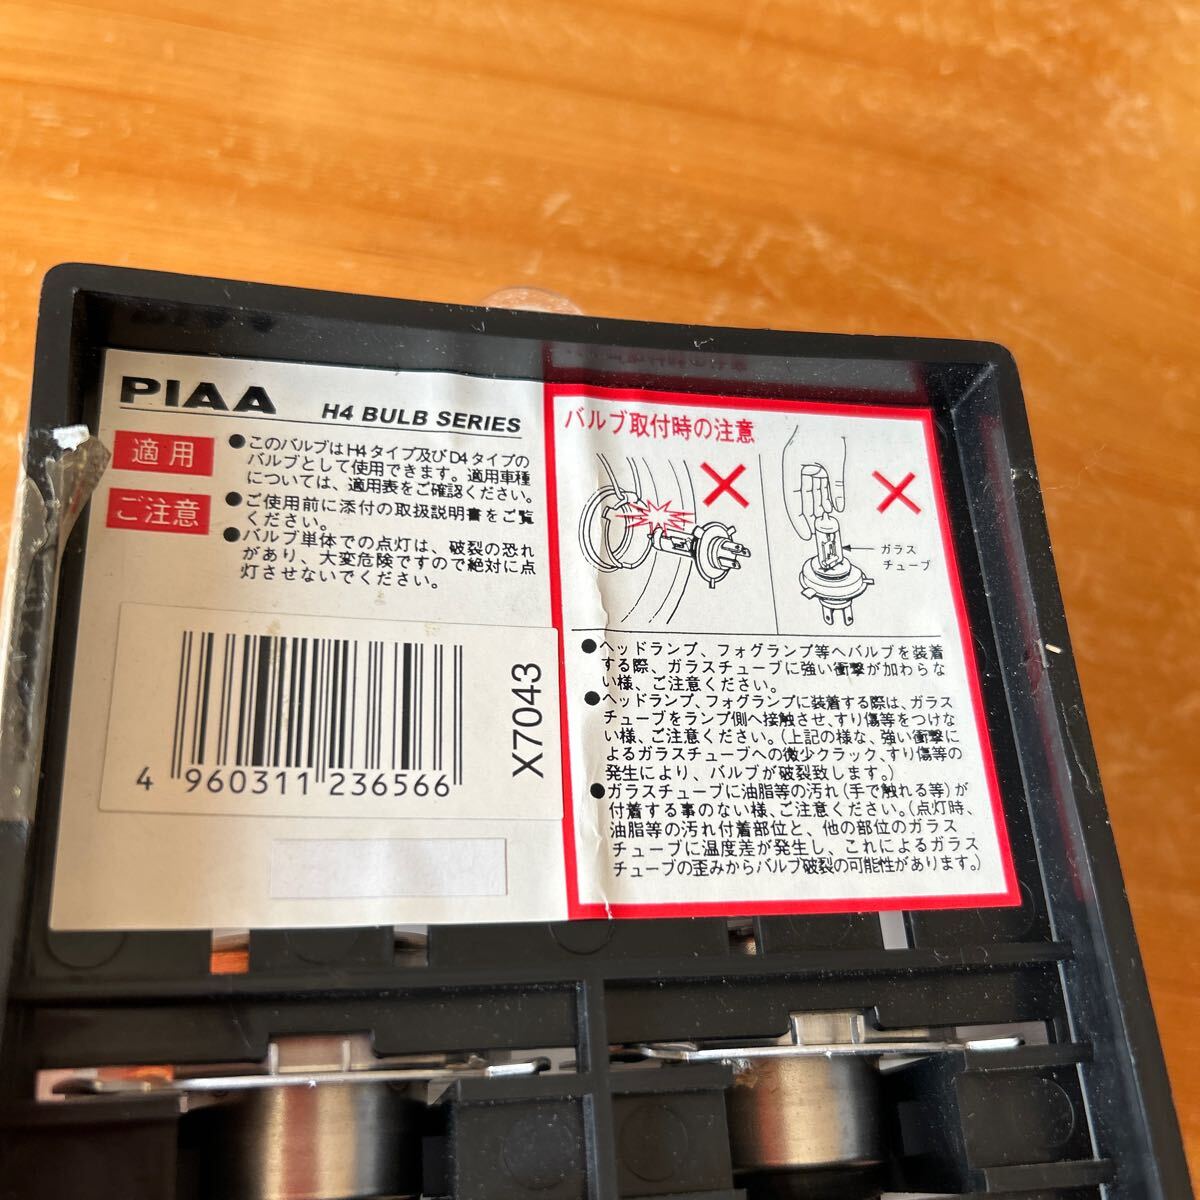 PIAA
H4 BULB SERIES
適用
●このバルブはH4タイプ及びD4タイプの
バルブとして使用できます。適用車種
については、適用表をご確認ください。
ご注意
●ご使用前に添付の取扱説明書をご覧
ください。
●バルブ単体での点灯は、破裂の恐れ
があり、大変危険ですので絶対に点
灯させないでください。
4 960311 236566
X7043
バルブ取付時の注意
ガラス
チューブ
●ヘッドランプ、フォグランプ等へバルブを装着
する際、ガラスチューブに強い衝撃が加わらな
い様、ご注意ください。
●ヘッドランプ、フォグランプに装着する際は、ガラス
チューブをランプ側へ接触させ、すり傷等をつけな
い様、ご注意ください。(上記の様な、強い衝撃に
よるガラスチューブへの微少クラック、すり傷等の
発生により、バルブが破裂致します。)
●ガラスチューブに油脂等の汚れ(手で触れる等)が
付着する事のない様、ご注意ください。(点灯時、
油脂等の汚れ付着部位と、他の部位のガラス
チューブに温度差が発生し、これによるガラス
チューブの歪みからバルブ破裂の可能性があります。)